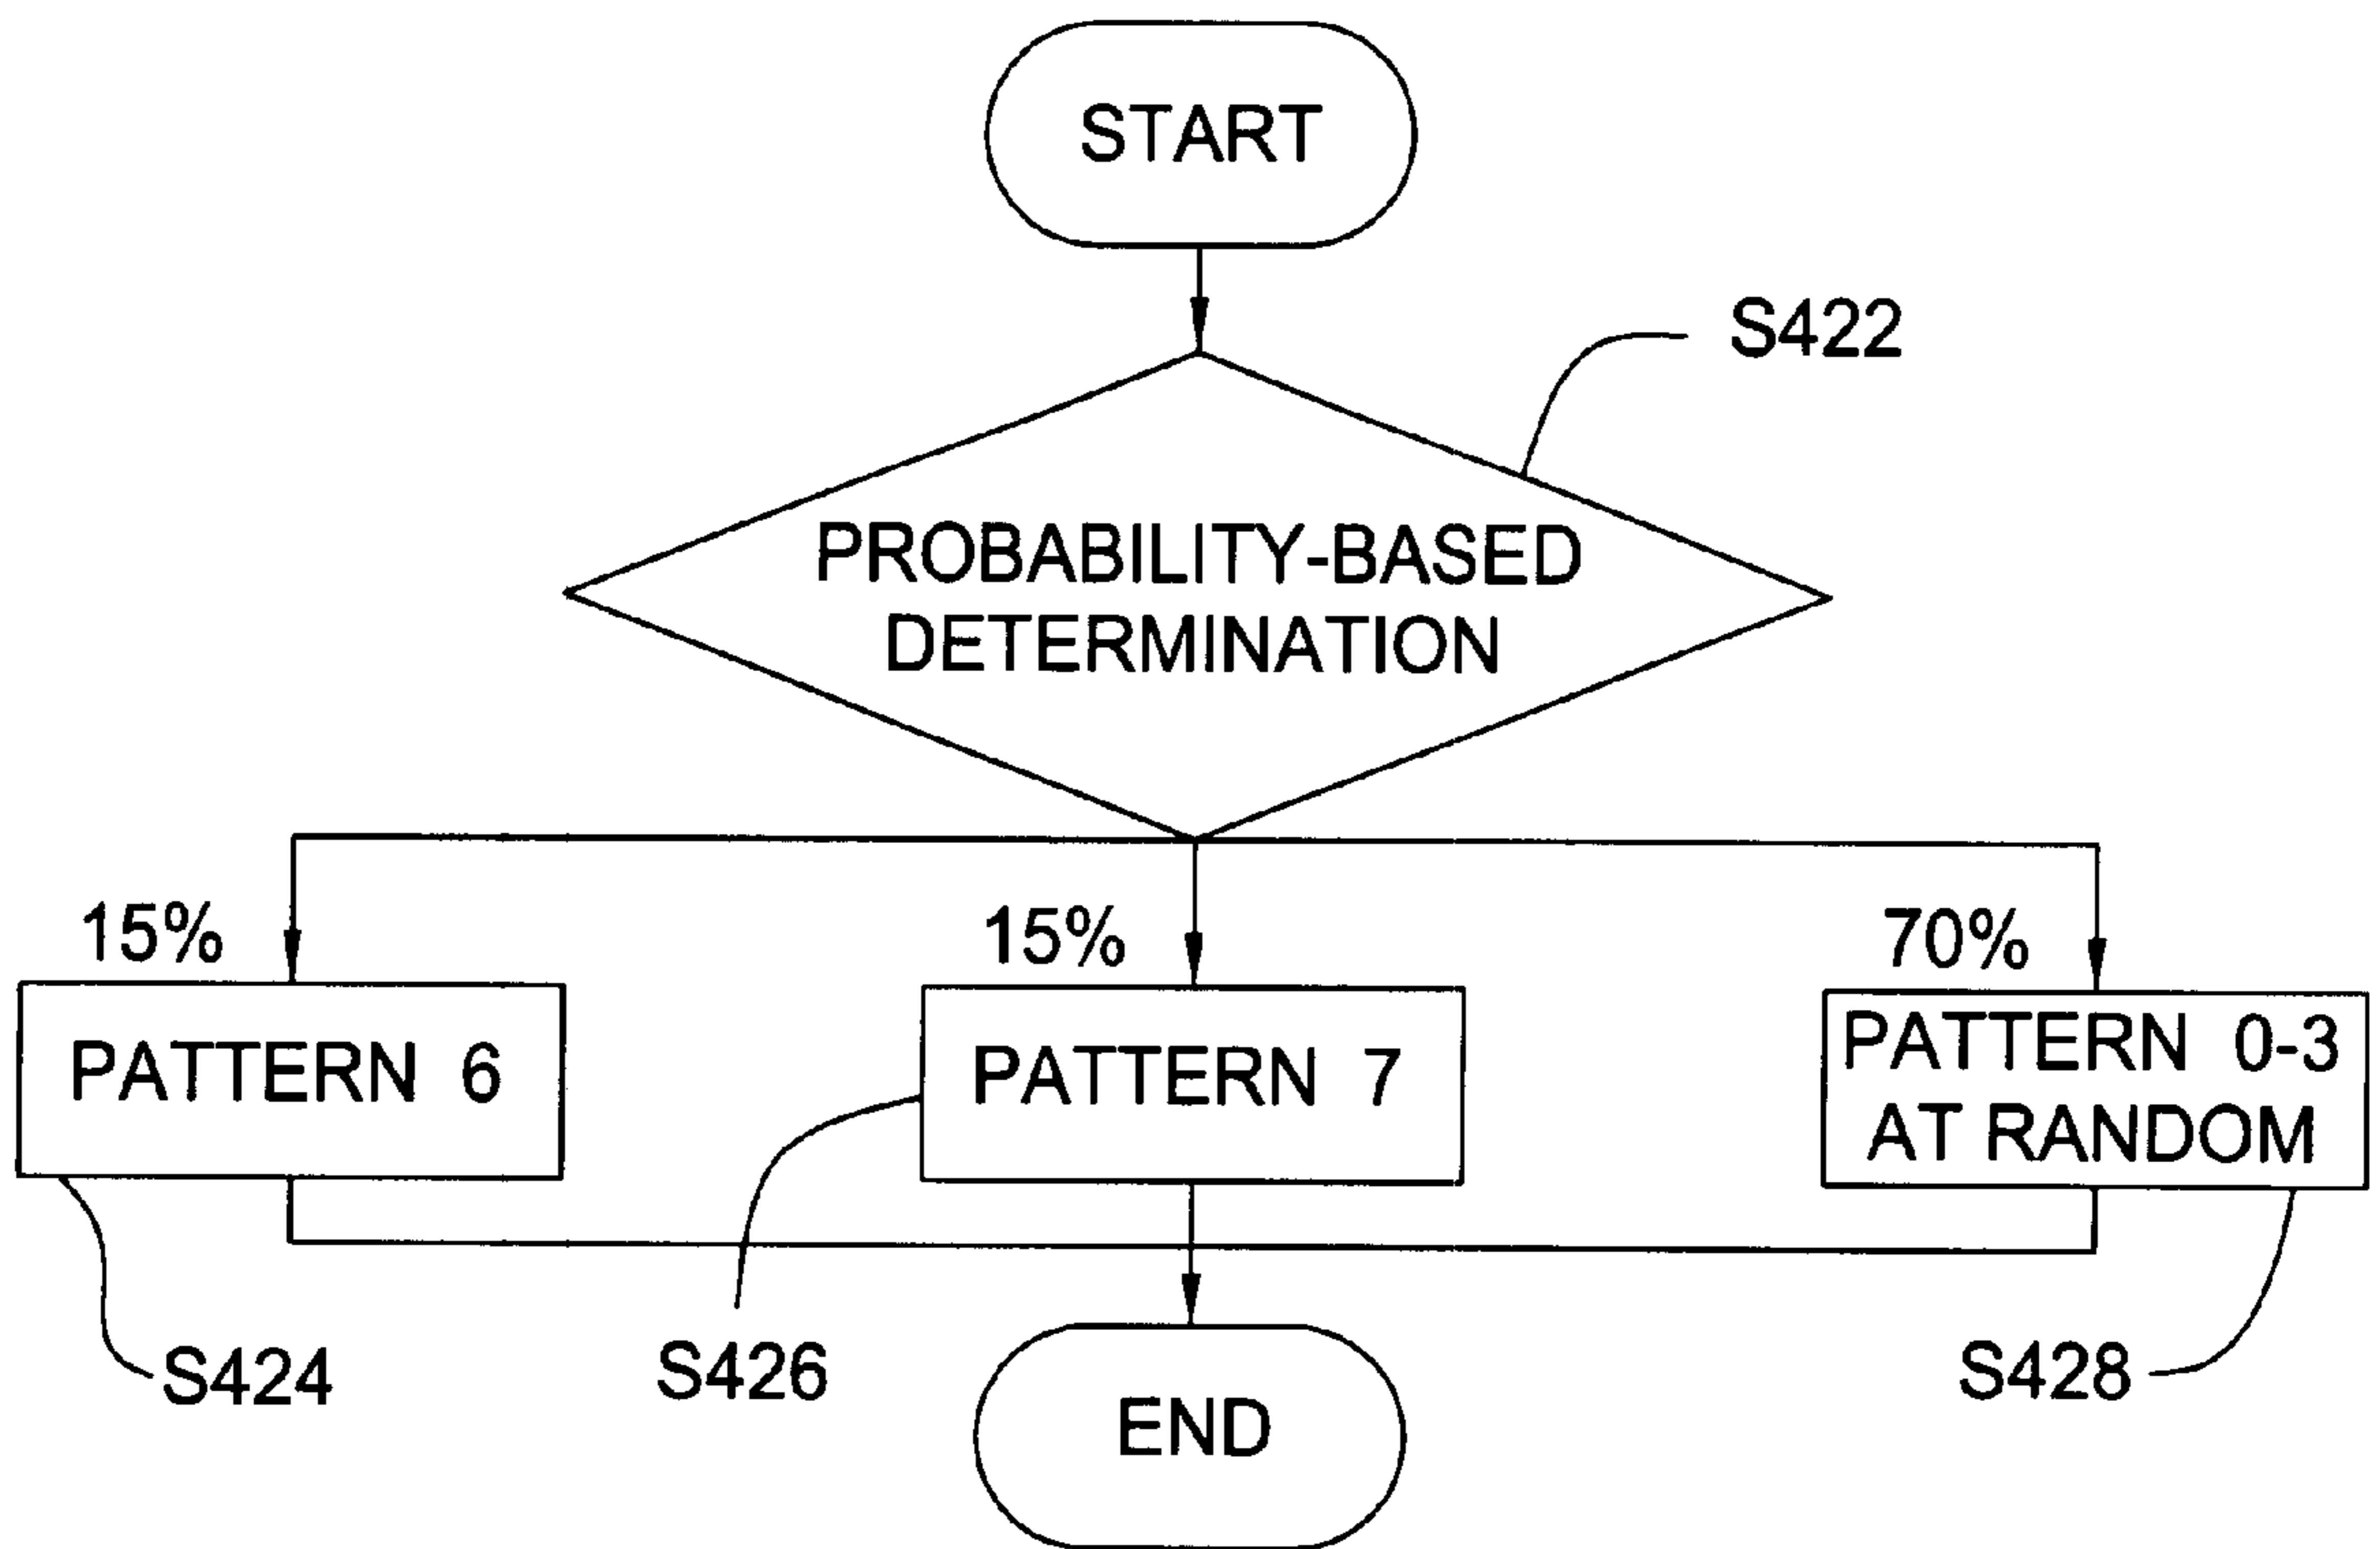 START
S422
PROBABILITY-BASED
DETERMINATION
15%
15%
70%
PATTERN 6
PATTERN 7
PATTERN 0-3
AT RANDOM
S424
S426
S428
END